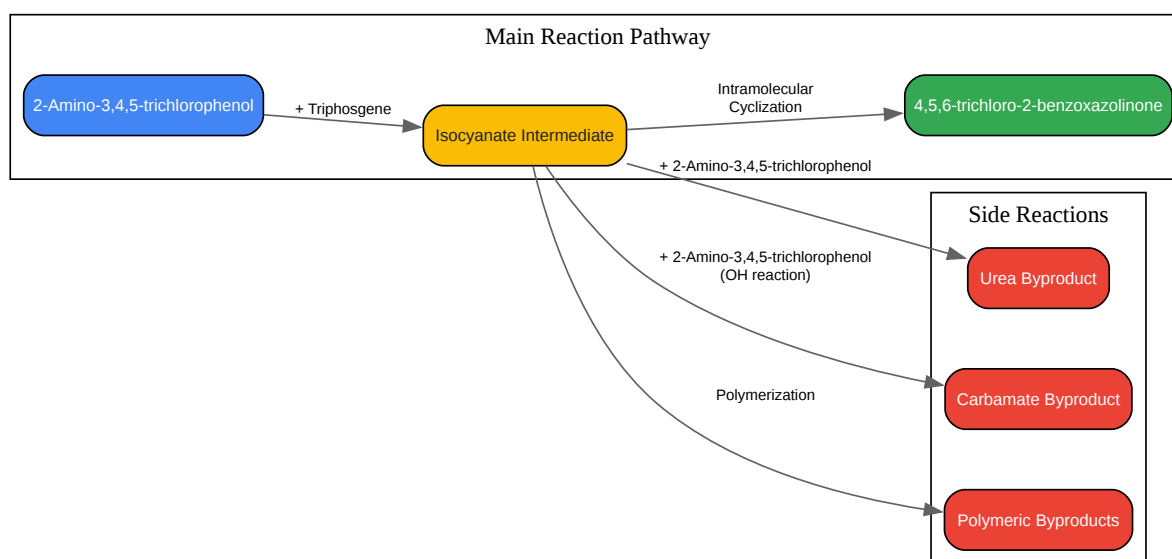 Main Reaction Pathway
2-Amino-3,4,5-trichlorophenol
+ Triphosgene
Isocyanate Intermediate
Intramolecular
Cyclization
4,5,6-trichloro-2-benzoxazolinone
+ 2-Amino-3,4,5-trichlorophenol
Side Reactions
Urea Byproduct
+ 2-Amino-3,4,5-trichlorophenol
(OH reaction)
Carbamate Byproduct
Polymerization
Polymeric Byproducts